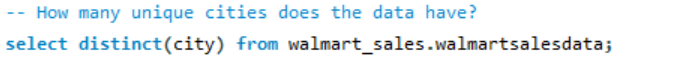 -- How many unique cities does the data have?
select distinct(city) from walmart_sales.walmartsalesdata;